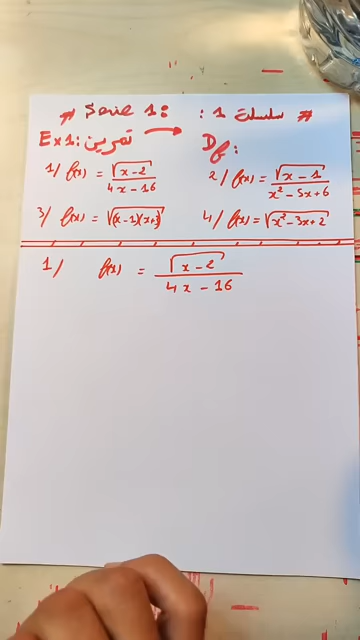 # Serie 1: : 1 سلسلة #
Ex1: تمرين → Df:
1/ f(x) = √(x-2) / (4x-16) 2/ f(x) = √(x-1) / (x²-5x+6)
3/ f(x) = √((x-1)(x+3)) 4/ f(x) = √(x²-3x+2)
1/ f(x) = √(x-2) / (4x-16)